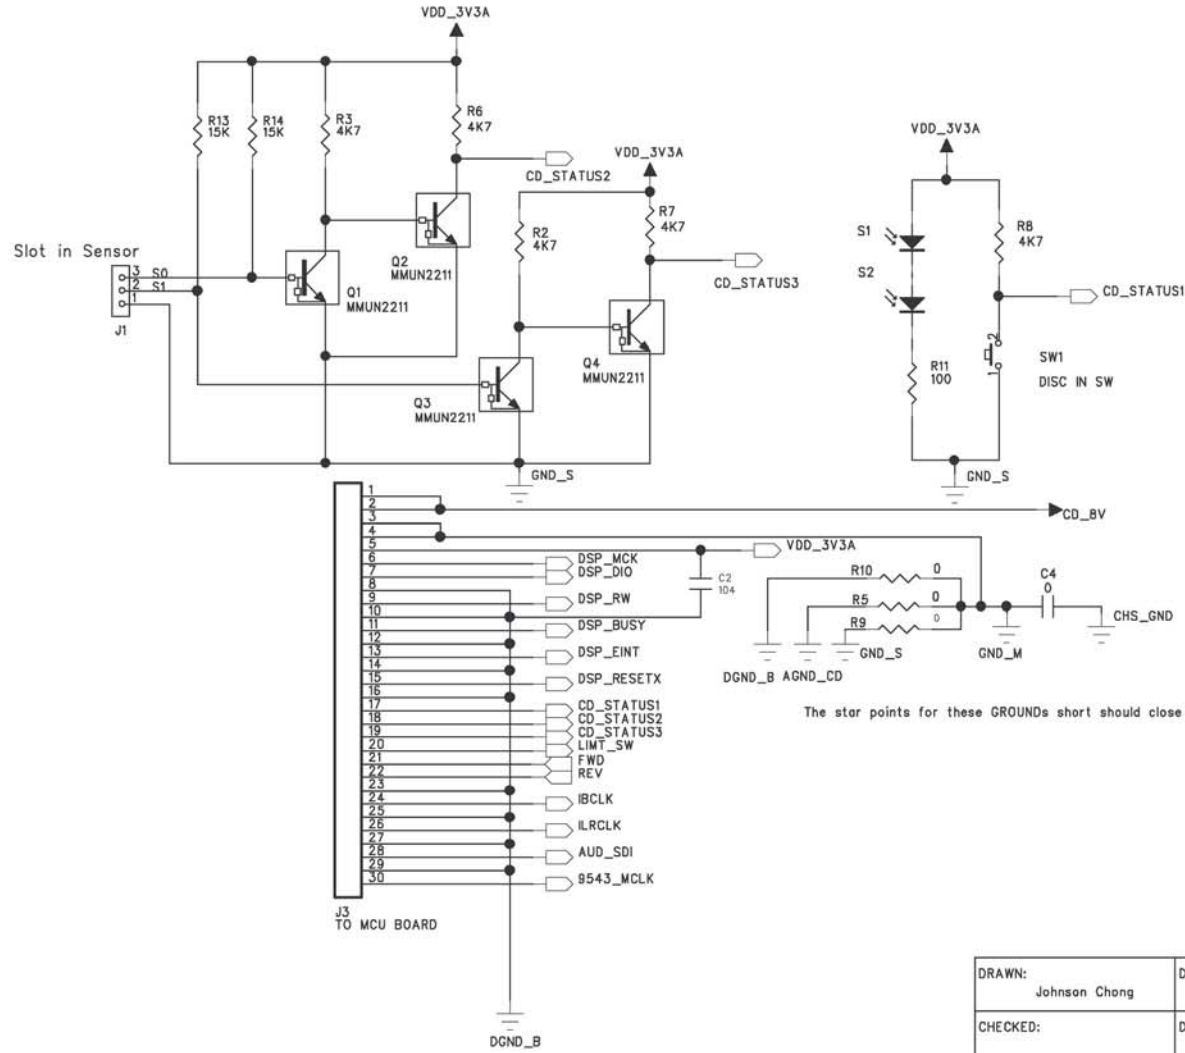 VDD_3V3A
R13
15K
R14
15K
R3
4K7
R6
4K7
CD_STATUS2
VDD_3V3A
R2
4K7
R7
4K7
CD_STATUS3
Slot in Sensor
3 S0
2 S1
1
J1
Q1
MMUN2211
Q2
MMUN2211
Q3
MMUN2211
Q4
MMUN2211
GND_S
VDD_3V3A
S1
S2
R8
4K7
CD_STATUS1
R11
100
2
1
SW1
DISC IN SW
GND_S
1
2
CD_8V
3
4
5
VDD_3V3A
6 DSP_MCK
7 DSP_DIO
8
9 DSP_RW
10
11 DSP_BUSY
12
13 DSP_EINT
14
15 DSP_RESETX
16
17 CD_STATUS1
18 CD_STATUS2
19 CD_STATUS3
20 LIMT_SW
21 FWD
22 REV
23
24 IBCLK
25
26 ILRCLK
27
28 AUD_SDI
29
30 9543_MCLK
J3
TO MCU BOARD
C2
104
R10 0
R5 0
R9 0
C4
0
CHS_GND
GND_S
GND_M
DGND_B AGND_CD
The star points for these GROUNDs short should close
DGND_B
DRAWN:
Johnson Chong
D
CHECKED:
D